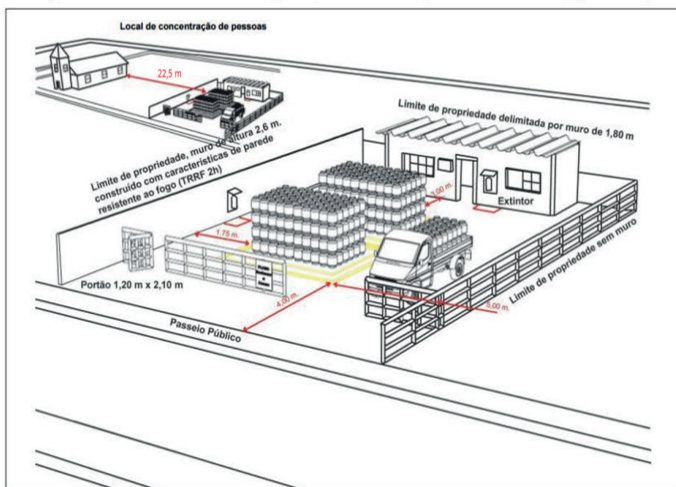 Local de concentração de pessoas
22,5 m
Limite de propriedade delimitada por muro de 1,80 m
Limite de propriedade, muro de altura 2,6 m.
construído com características de parede
resistente ao fogo (TRRF 2h)
3,00 m.
Extintor
1,75 m.
Portão 1,20 m x 2,10 m
Limite de propriedade sem muro
4,00 m.
5,00 m.
Passeio Público